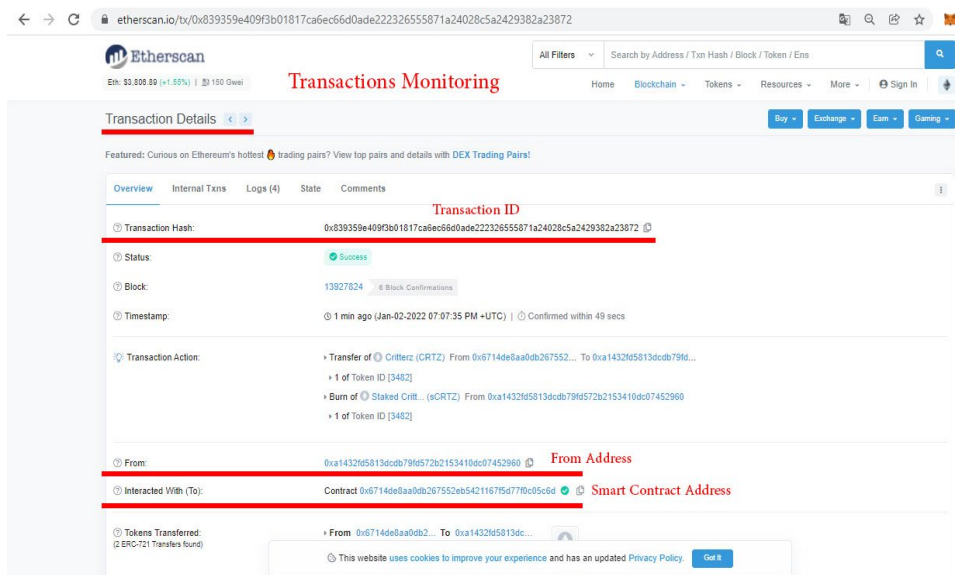 etherscan.io/tx/0x839359e409f3b01817ca6ec66d0ade222326555871a24028c5a2429382a23872
Etherscan
All Filters Search by Address / Txn Hash / Block / Token / Ens
Eth: $3,806.89 (+1.55%) | 150 Gwei
Transactions Monitoring
Home Blockchain Tokens Resources More Sign In
Transaction Details < >
Buy Exchange Earn Gaming
Featured: Curious on Ethereum's hottest 🔥 trading pairs? View top pairs and details with DEX Trading Pairs!
Overview Internal Txns Logs (4) State Comments
Transaction ID
Transaction Hash: 0x839359e409f3b01817ca6ec66d0ade222326555871a24028c5a2429382a23872
Status: Success
Block: 13927824 6 Block Confirmations
Timestamp: 1 min ago (Jan-02-2022 07:07:35 PM +UTC) | Confirmed within 49 secs
Transaction Action: Transfer of Critterz (CRTZ) From 0x6714de8aa0db267552... To 0xa1432fd5813dcdb79fd...
1 of Token ID [3482]
Burn of Staked Critt... (sCRTZ) From 0xa1432fd5813dcdb79fd572b2153410dc07452960
1 of Token ID [3482]
From: 0xa1432fd5813dcdb79fd572b2153410dc07452960 From Address
Interacted With (To): Contract 0x6714de8aa0db267552eb5421167f5d77f0c05c6d Smart Contract Address
Tokens Transferred: From 0x6714de8aa0db2... To 0xa1432fd5813dc...
(2 ERC-721 Transfers found)
This website uses cookies to improve your experience and has an updated Privacy Policy. Got It